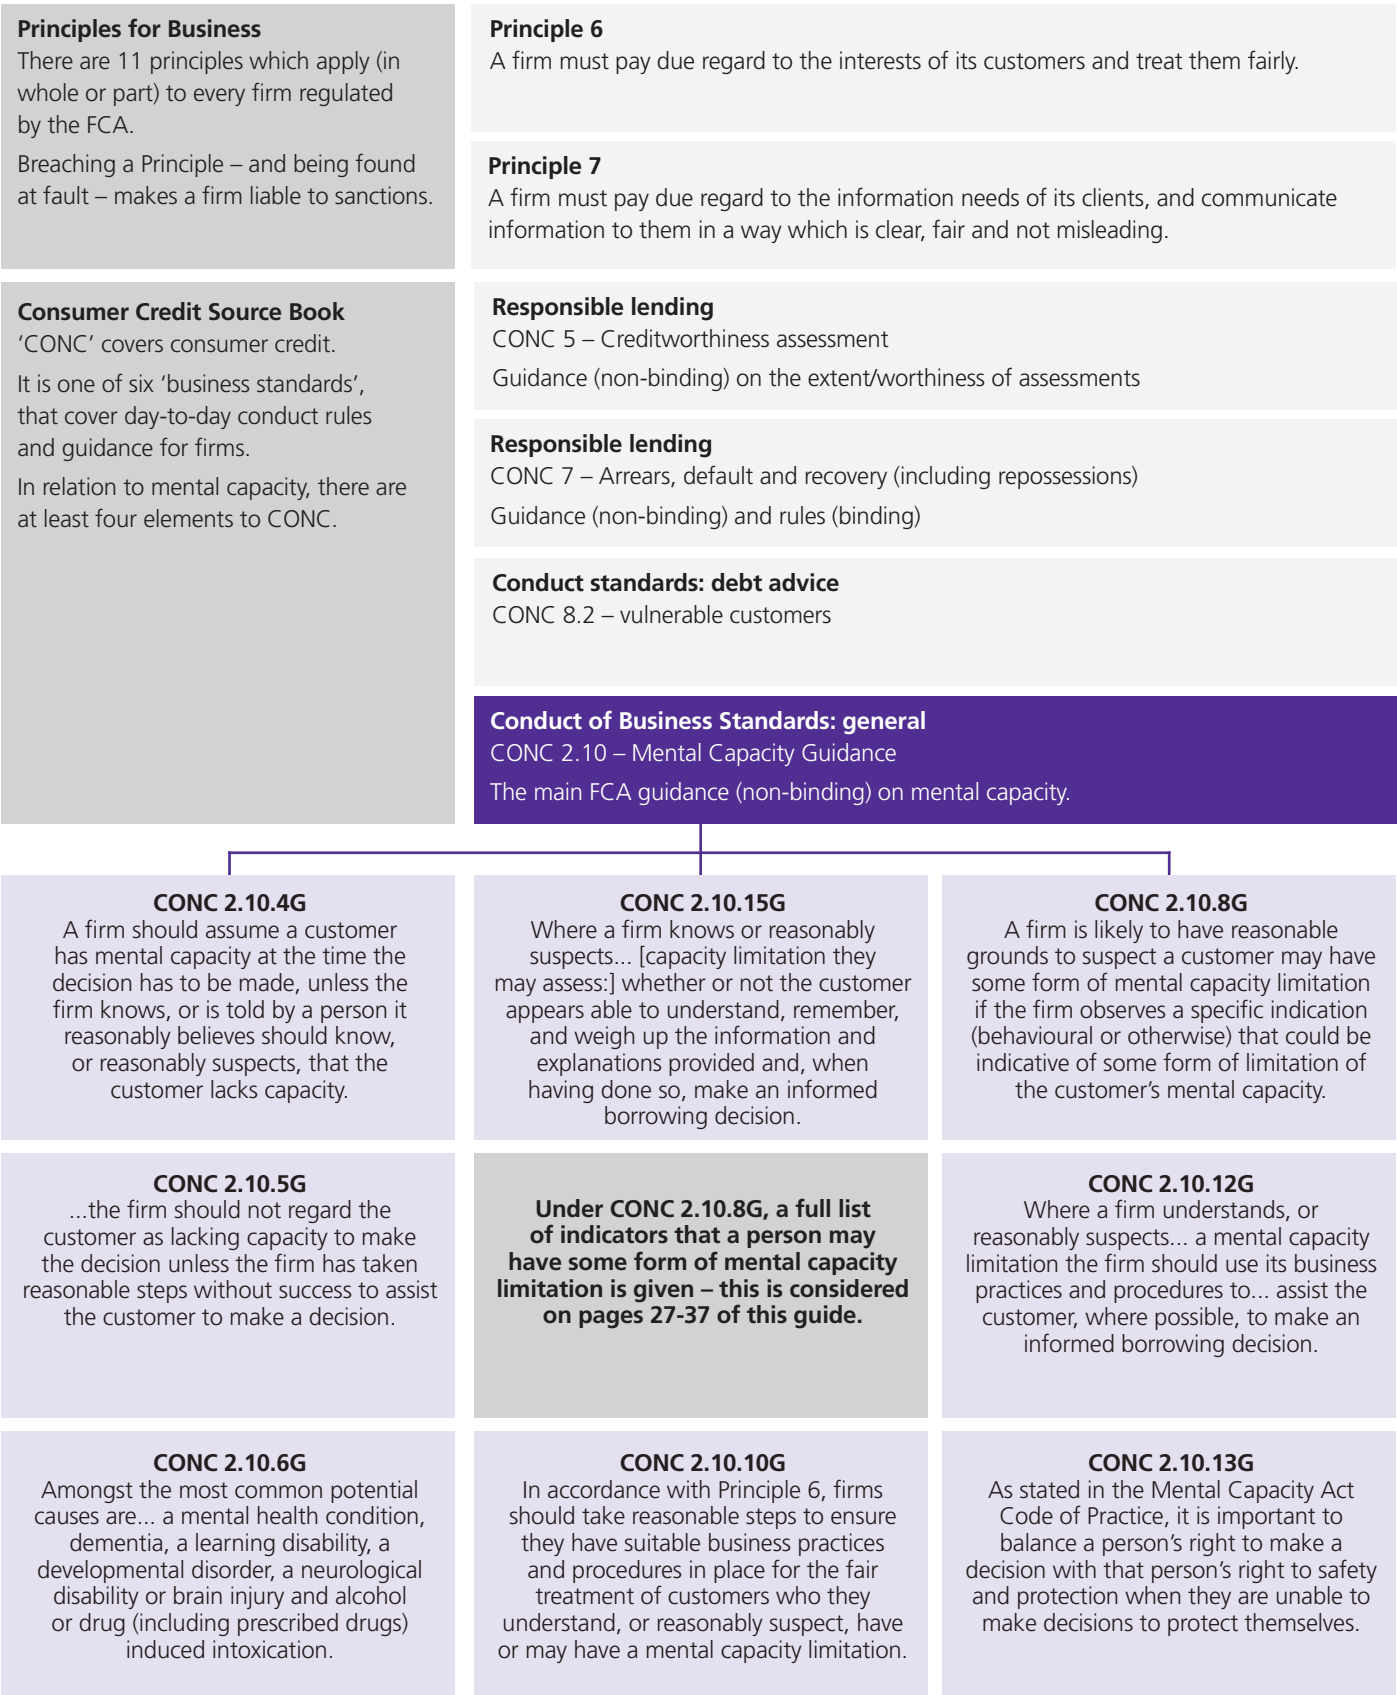 Principles for Business
There are 11 principles which apply (in
whole or part) to every firm regulated
by the FCA.
Breaching a Principle – and being found
at fault – makes a firm liable to sanctions.
Principle 6
A firm must pay due regard to the interests of its customers and treat them fairly.
Principle 7
A firm must pay due regard to the information needs of its clients, and communicate
information to them in a way which is clear, fair and not misleading.
Consumer Credit Source Book
‘CONC’ covers consumer credit.
It is one of six ‘business standards’,
that cover day-to-day conduct rules
and guidance for firms.
In relation to mental capacity, there are
at least four elements to CONC.
Responsible lending
CONC 5 – Creditworthiness assessment
Guidance (non-binding) on the extent/worthiness of assessments
Responsible lending
CONC 7 – Arrears, default and recovery (including repossessions)
Guidance (non-binding) and rules (binding)
Conduct standards: debt advice
CONC 8.2 – vulnerable customers
Conduct of Business Standards: general
CONC 2.10 – Mental Capacity Guidance
The main FCA guidance (non-binding) on mental capacity.
CONC 2.10.4G
A firm should assume a customer
has mental capacity at the time the
decision has to be made, unless the
firm knows, or is told by a person it
reasonably believes should know,
or reasonably suspects, that the
customer lacks capacity.
CONC 2.10.15G
Where a firm knows or reasonably
suspects... [capacity limitation they
may assess:] whether or not the customer
appears able to understand, remember,
and weigh up the information and
explanations provided and, when
having done so, make an informed
borrowing decision.
CONC 2.10.8G
A firm is likely to have reasonable
grounds to suspect a customer may have
some form of mental capacity limitation
if the firm observes a specific indication
(behavioural or otherwise) that could be
indicative of some form of limitation of
the customer’s mental capacity.
CONC 2.10.5G
...the firm should not regard the
customer as lacking capacity to make
the decision unless the firm has taken
reasonable steps without success to assist
the customer to make a decision.
Under CONC 2.10.8G, a full list
of indicators that a person may
have some form of mental capacity
limitation is given – this is considered
on pages 27-37 of this guide.
CONC 2.10.12G
Where a firm understands, or
reasonably suspects... a mental capacity
limitation the firm should use its business
practices and procedures to... assist the
customer, where possible, to make an
informed borrowing decision.
CONC 2.10.6G
Amongst the most common potential
causes are... a mental health condition,
dementia, a learning disability, a
developmental disorder, a neurological
disability or brain injury and alcohol
or drug (including prescribed drugs)
induced intoxication.
CONC 2.10.10G
In accordance with Principle 6, firms
should take reasonable steps to ensure
they have suitable business practices
and procedures in place for the fair
treatment of customers who they
understand, or reasonably suspect, have
or may have a mental capacity limitation.
CONC 2.10.13G
As stated in the Mental Capacity Act
Code of Practice, it is important to
balance a person’s right to make a
decision with that person’s right to safety
and protection when they are unable to
make decisions to protect themselves.